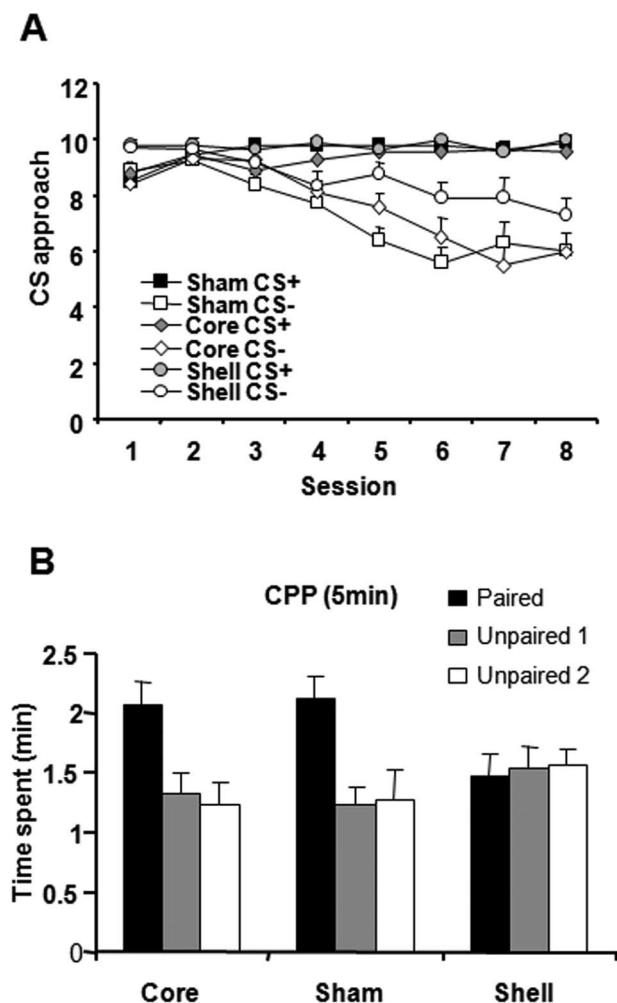 A
12
10
8
6
4
2
0
CS approach
Sham CS+
Sham CS-
Core CS+
Core CS-
Shell CS+
Shell CS-
1 2 3 4 5 6 7 8
Session
B
CPP (5min)
Paired
Unpaired 1
Unpaired 2
2.5
2
1.5
1
0.5
0
Time spent (min)
Core Sham Shell